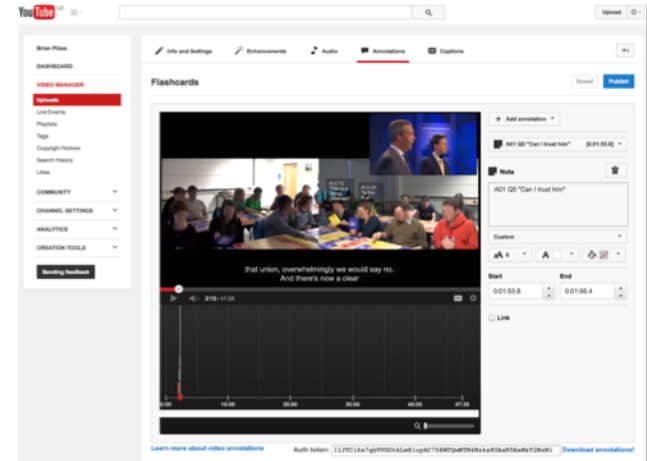 YouTube GB
Upload
Brian Plüss
DASHBOARD
VIDEO MANAGER
Uploads
Live Events
Playlists
Tags
Copyright Notices
Search History
Likes
COMMUNITY
CHANNEL SETTINGS
ANALYTICS
CREATION TOOLS
Sending feedback
Info and Settings
Enhancements
Audio
Annotations
Captions
Flashcards
Saved
Publish
that union, overwhelmingly we would say no.
And there's now a clear
2:13 / 47:25
0:00 10:00 20:00 30:00 40:00 47:25
+ Add annotation
A01 Q5 "Can I trust him" [0:01:53.8]
Note
A01 Q5 "Can I trust him"
Custom
Start
End
0:01:53.8
0:01:56.4
Link
Learn more about video annotations
Auth token:
Download annotations!